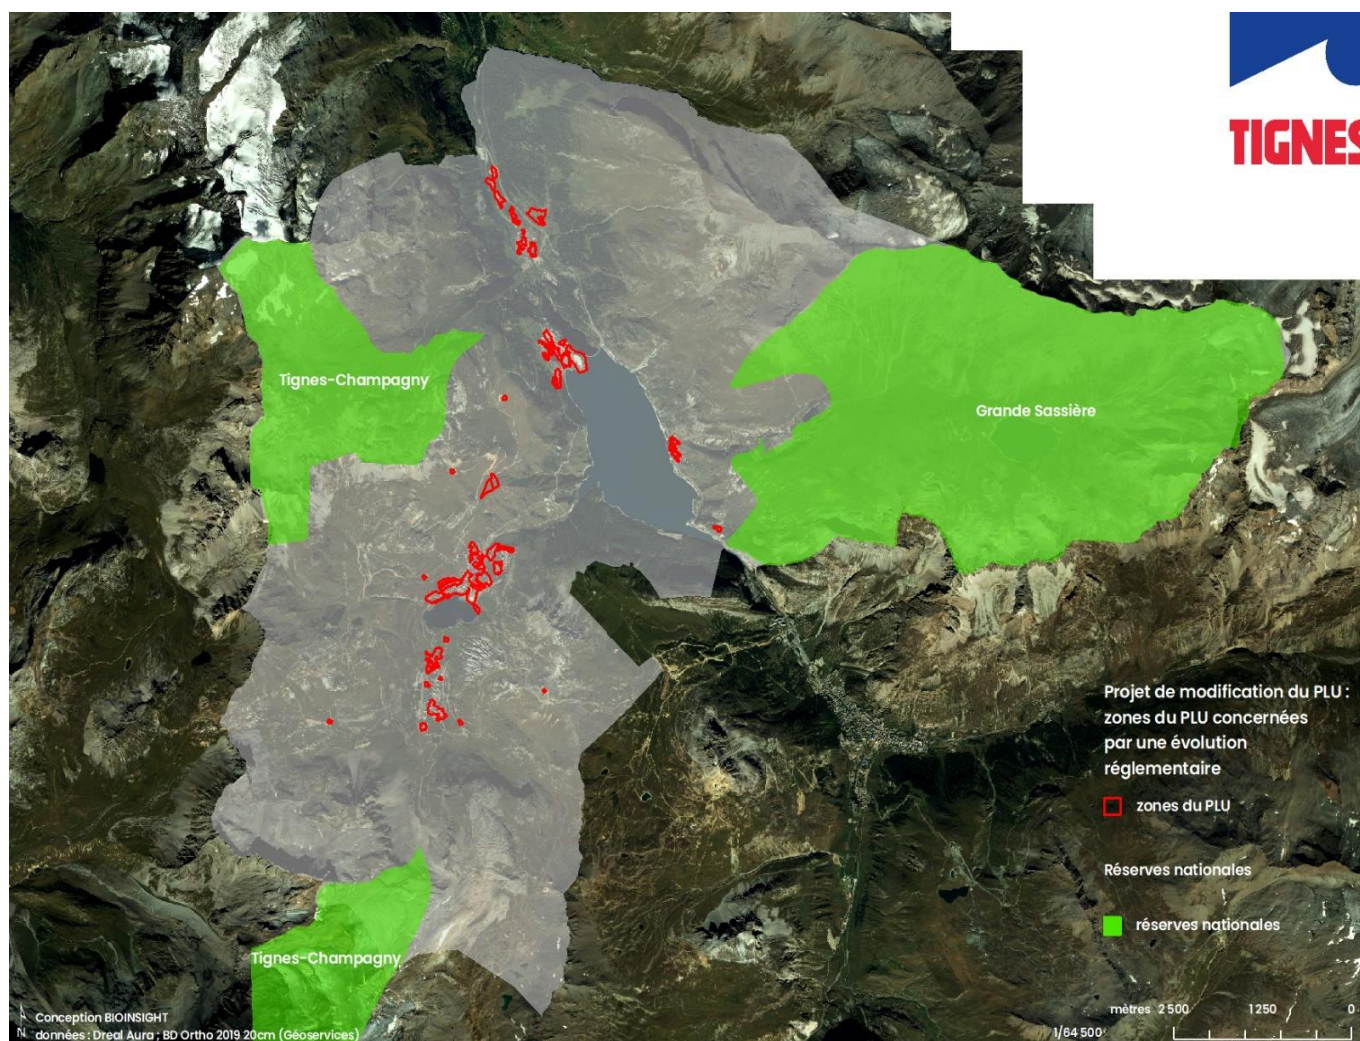 TIGNES
Tignes-Champagny
Grande Sassière
Projet de modification du PLU :
zones du PLU concernées
par une évolution
réglementaire
zones du PLU
Réserves nationales
réserves nationales
Tignes-Champagny
mètres 2 500 1 250 0
1/64 500
N
Conception BIOINSIGHT
données : Dreal Aura ; BD Ortho 2019 20cm (Géoservices)